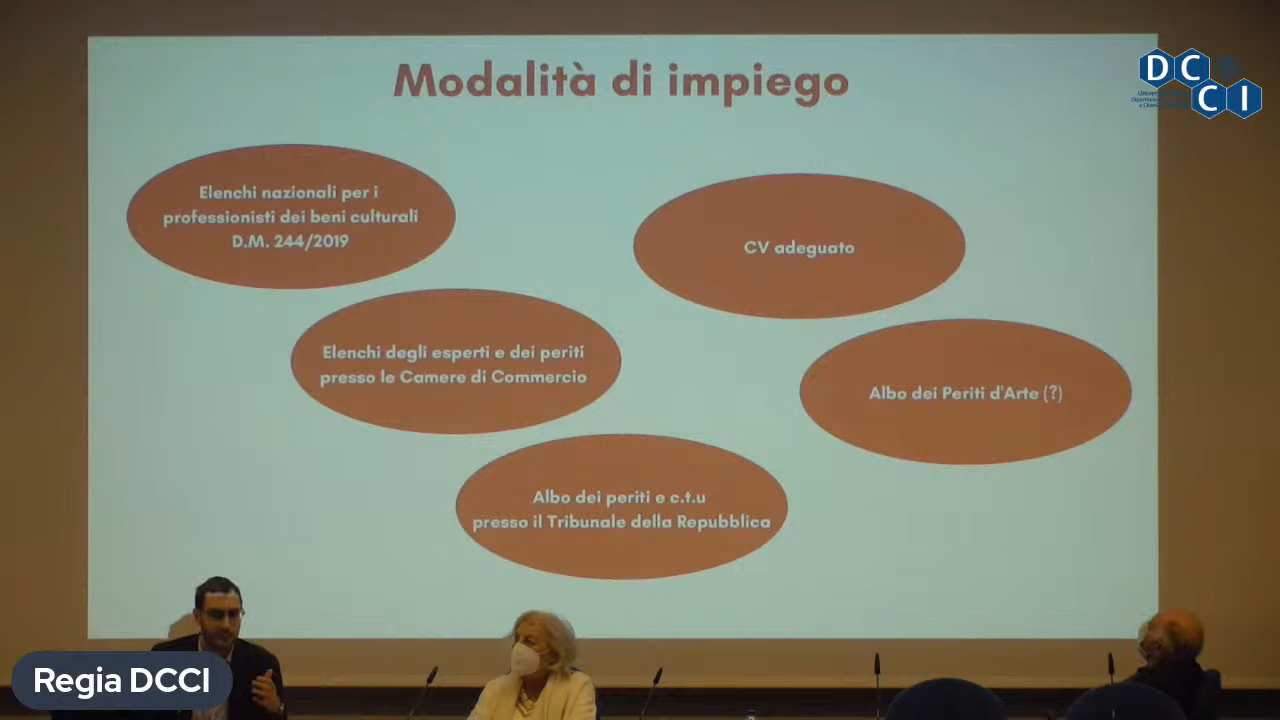 Modalità di impiego
Elenchi nazionali per i
professionisti dei beni culturali
D.M. 244/2019
CV adeguato
Elenchi degli esperti e dei periti
presso le Camere di Commercio
Albo dei Periti d'Arte (?)
Albo dei periti e c.t.u
presso il Tribunale della Repubblica
DC
CI
Regia DCCI